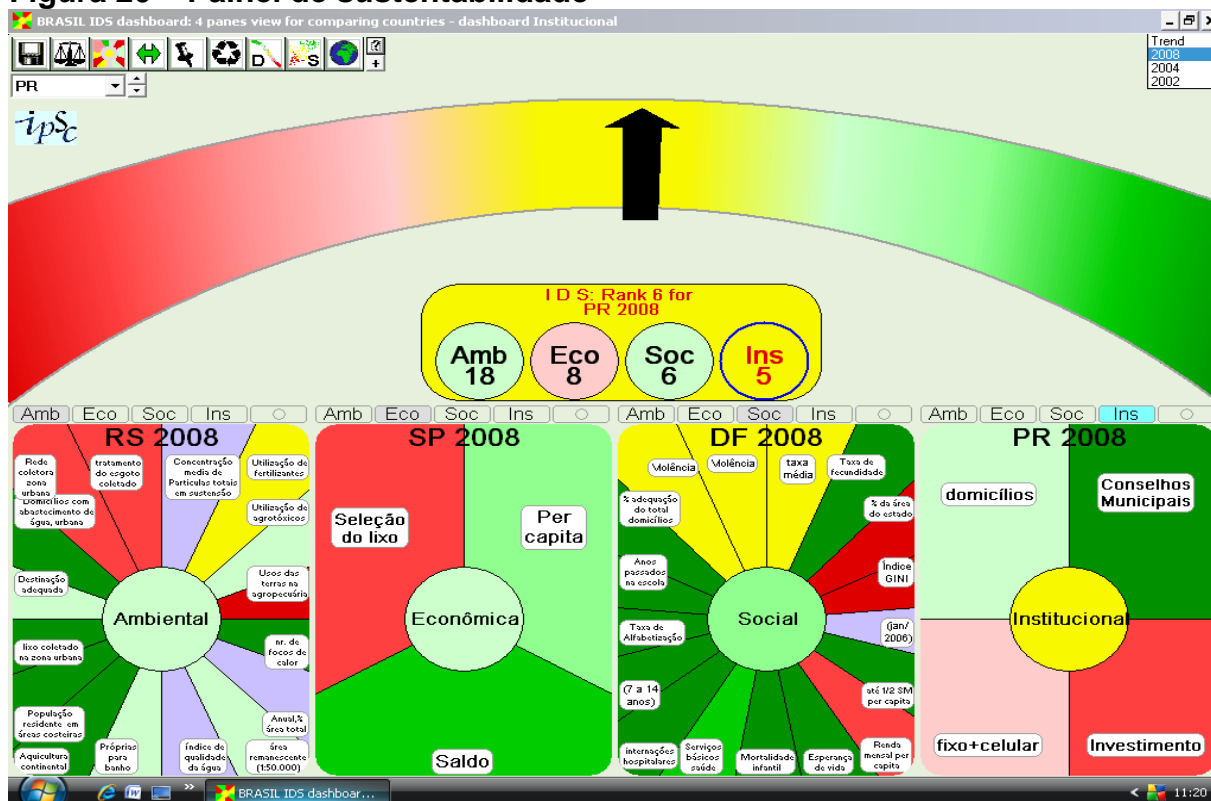 Figura 26 – Painel de sustentabilidade
BRASIL IDS dashboard: 4 panes view for comparing countries - dashboard Institucional
D
S
?
+
Trend
2008
2004
2002
PR
ipSc
I D S: Rank 6 for
PR 2008
Amb
18
Eco
8
Soc
6
Ins
5
Amb Eco Soc Ins
Amb Eco Soc Ins
Amb Eco Soc Ins
Amb Eco Soc Ins
RS 2008
Rede
coletora
zona
urbana
tratamento
do esgoto
coletado
Concentração
media de
Particulas totais
em sustensão
Utilização de
fertilizantes
Domicílios com
abastecimento de
água, urbana
Utilização de
agrotóxicos
Destinação
adequada
Usos das
terras na
agropecuária
Ambiental
lixo coletado
na zona urbana
nr. de
focos de
calor
População
residente em
áreas costeiras
Anual,%
área total
Aquicultura
continental
Próprias
para
banho
índice de
qualidade
da água
área
remanescente
(1:50.000)
SP 2008
Seleção
do lixo
Per
capita
Econômica
Saldo
DF 2008
Violência
Violência
taxa
média
Taxa de
fecundidade
% adequação
do total
domicílios
% da área
do estado
Anos
passados
na escola
Índice
GINI
Taxa de
Alfabetização
Social
(jan/
2006)
(7 a 14
anos)
até 1/2 SM
per capita
internações
hospitalares
Serviços
básicos
saúde
Mortalidade
infantil
Esperança
de vida
Renda
mensal per
capita
PR 2008
domicílios
Conselhos
Municipais
Institucional
fixo+celular
Investimento
BRASIL IDS dashboar...
11:20